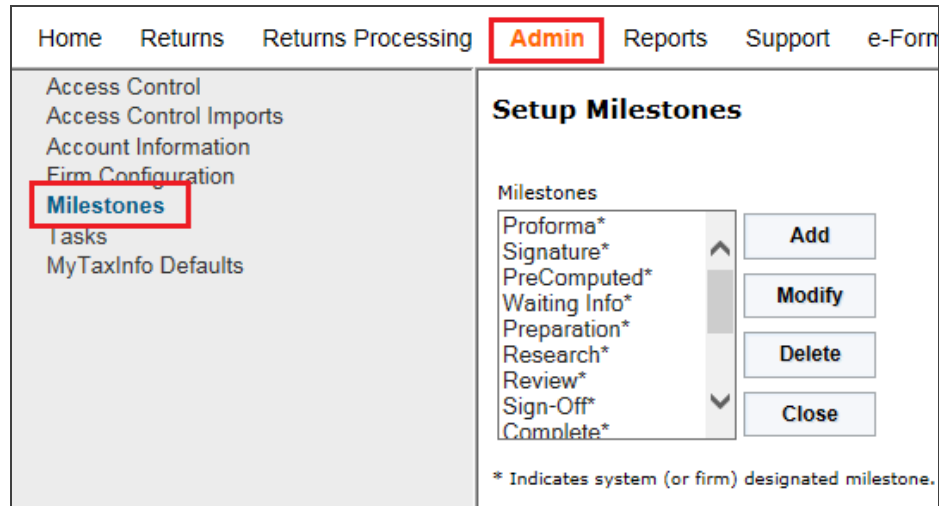 Home Returns Returns Processing Admin Reports Support e-Form
Access Control
Access Control Imports
Account Information
Firm Configuration
Milestones
Tasks
MyTaxInfo Defaults
Setup Milestones
Milestones
Proforma*
Signature*
PreComputed*
Waiting Info*
Preparation*
Research*
Review*
Sign-Off*
Complete*
Add
Modify
Delete
Close
* Indicates system (or firm) designated milestone.